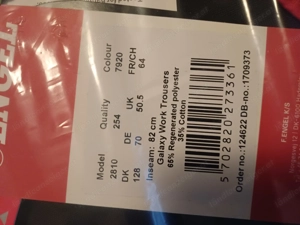 ENGEL
Model Quality Colour
2810 254 7920
DK DE UK FR/CH
128 70 50.5 64
Inseam: 82 cm
Galaxy Work Trousers
65% Regenerated polyester
35% Cotton
5 702820 273361
Order no.: 124622 DB-no.: 1709373
F.ENGEL K/S